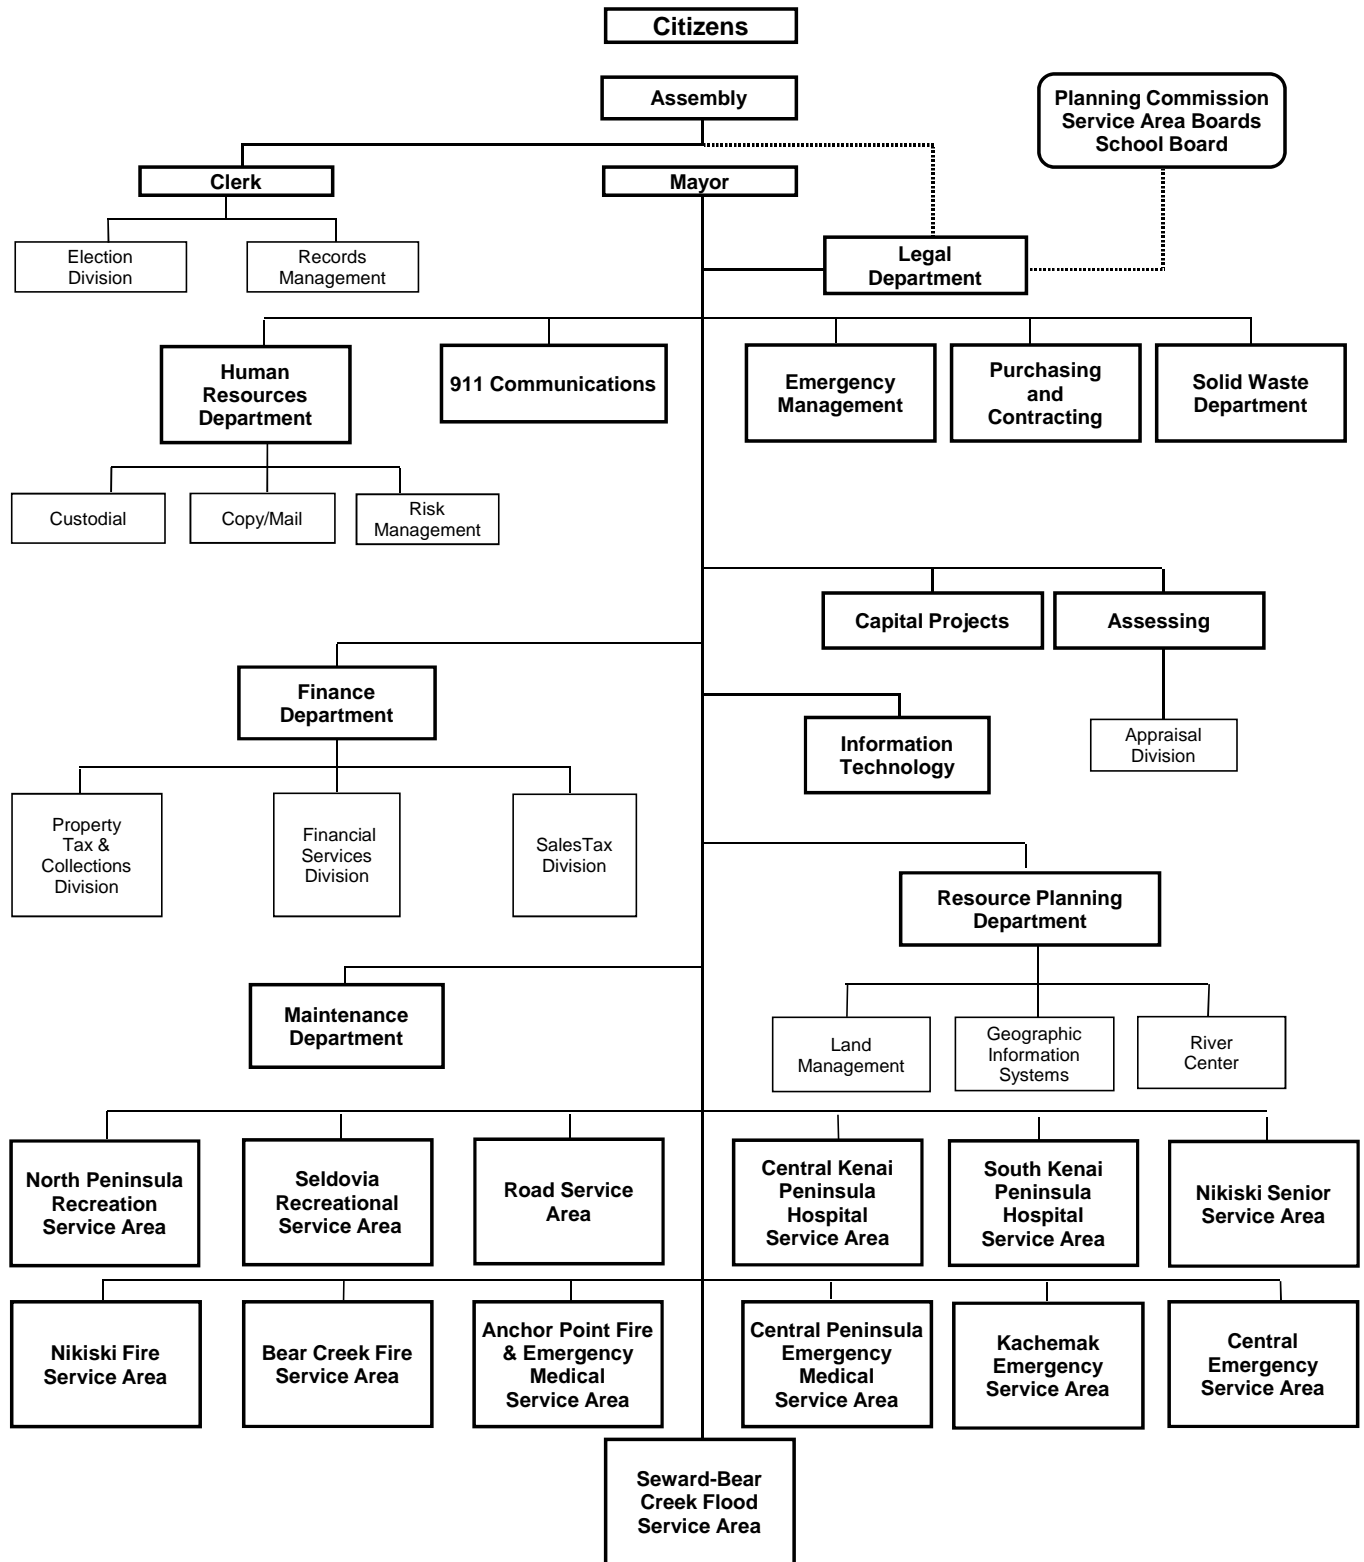 Citizens
Assembly
Planning Commission
Service Area Boards
School Board
Clerk
Mayor
Election
Division
Records
Management
Legal
Department
Human
Resources
Department
911 Communications
Emergency
Management
Purchasing
and
Contracting
Solid Waste
Department
Custodial
Copy/Mail
Risk
Management
Capital Projects
Assessing
Finance
Department
Information
Technology
Appraisal
Division
Property
Tax &
Collections
Division
Financial
Services
Division
SalesTax
Division
Resource Planning
Department
Maintenance
Department
Land
Management
Geographic
Information
Systems
River
Center
North Peninsula
Recreation
Service Area
Seldovia
Recreational
Service Area
Road Service
Area
Central Kenai
Peninsula
Hospital
Service Area
South Kenai
Peninsula
Hospital
Service Area
Nikiski Senior
Service Area
Nikiski Fire
Service Area
Bear Creek Fire
Service Area
Anchor Point Fire
& Emergency
Medical
Service Area
Central Peninsula
Emergency
Medical
Service Area
Kachemak
Emergency
Service Area
Central
Emergency
Service Area
Seward-Bear
Creek Flood
Service Area